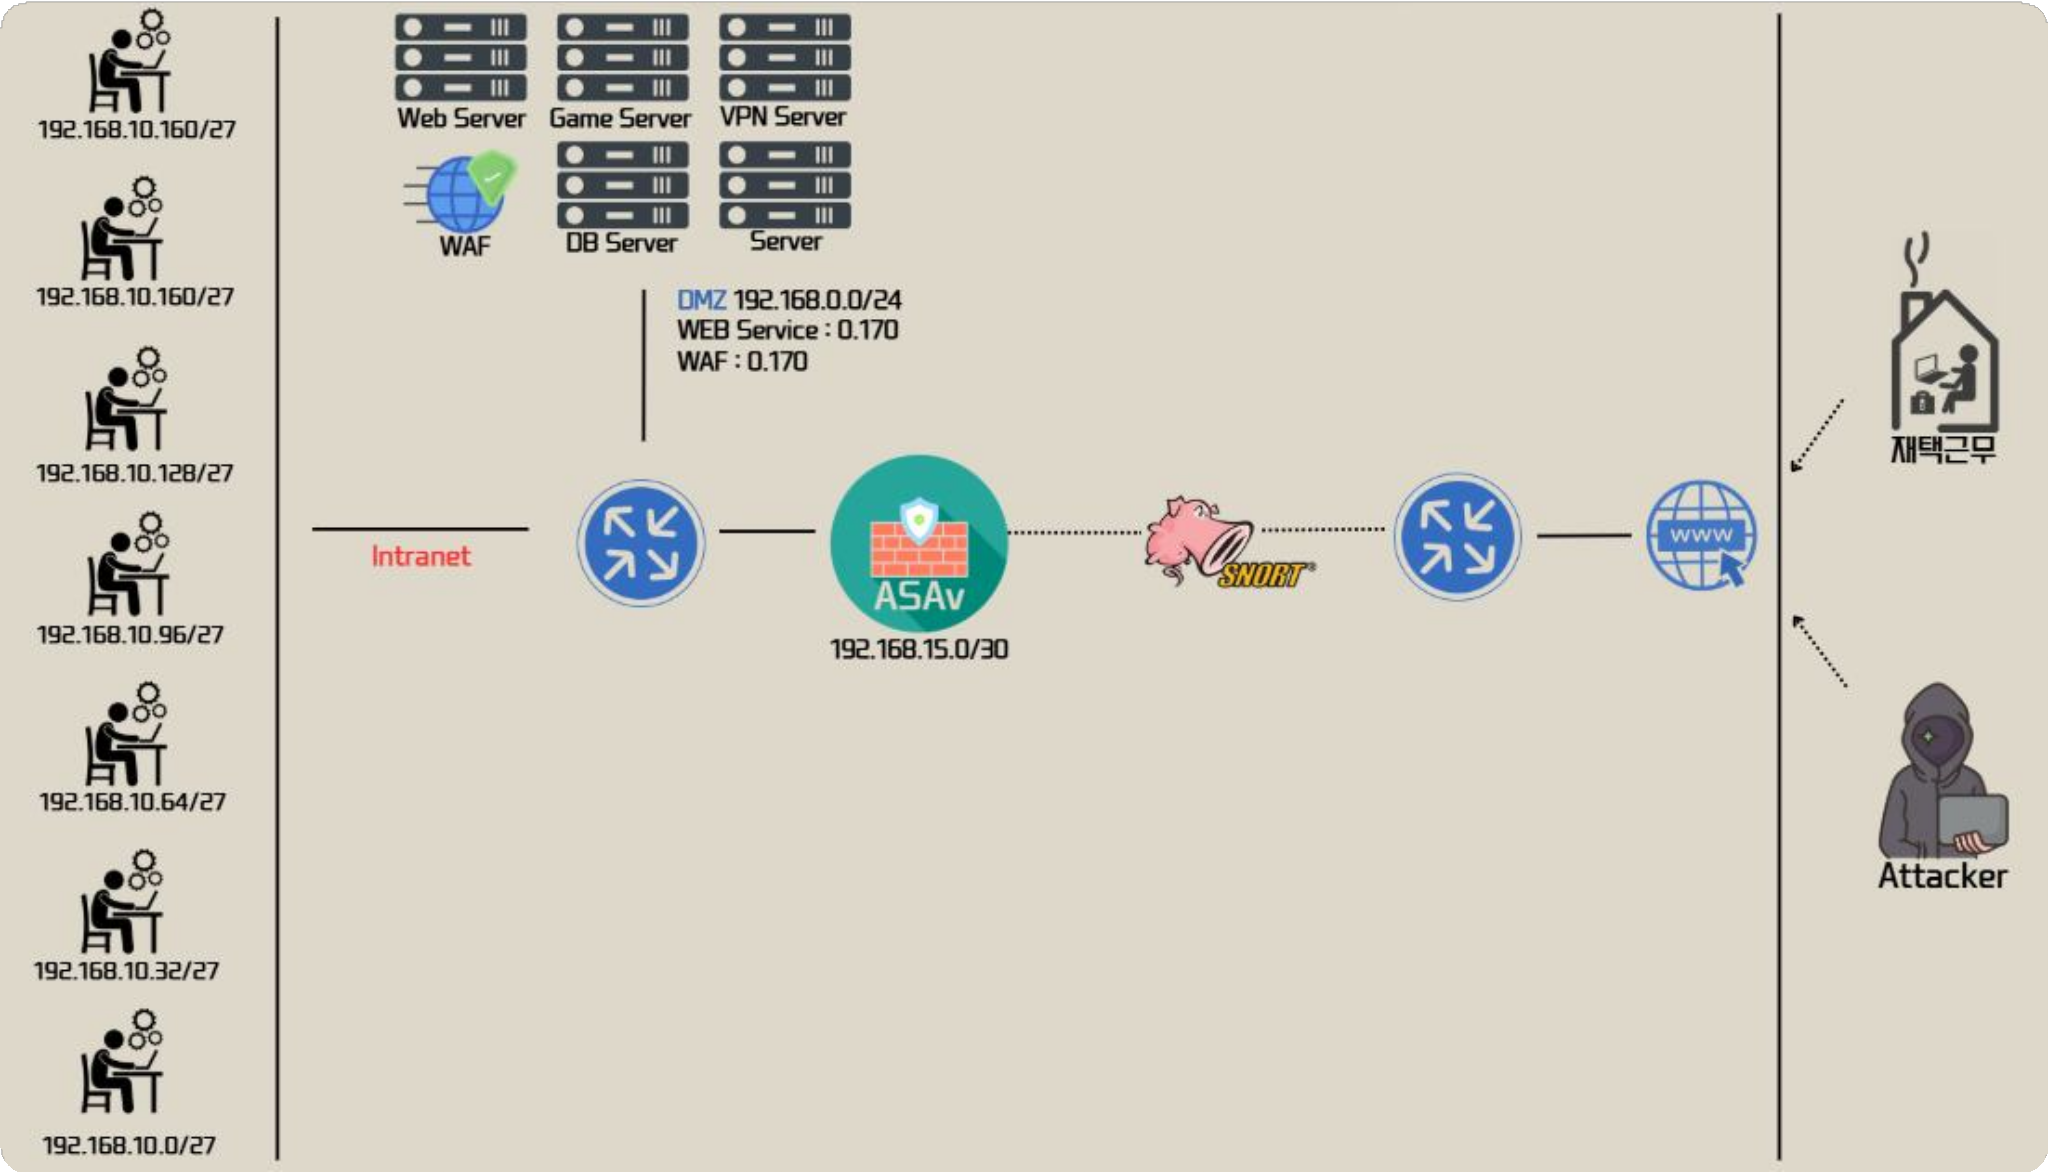 192.168.10.160/27
192.168.10.160/27
192.168.10.128/27
192.168.10.96/27
192.168.10.64/27
192.168.10.32/27
192.168.10.0/27
Web Server
Game Server
VPN Server
WAF
DB Server
Server
DMZ 192.168.0.0/24
WEB Service : 0.170
WAF : 0.170
Intranet
ASAv
192.168.15.0/30
SNORT®
WWW
재택근무
Attacker